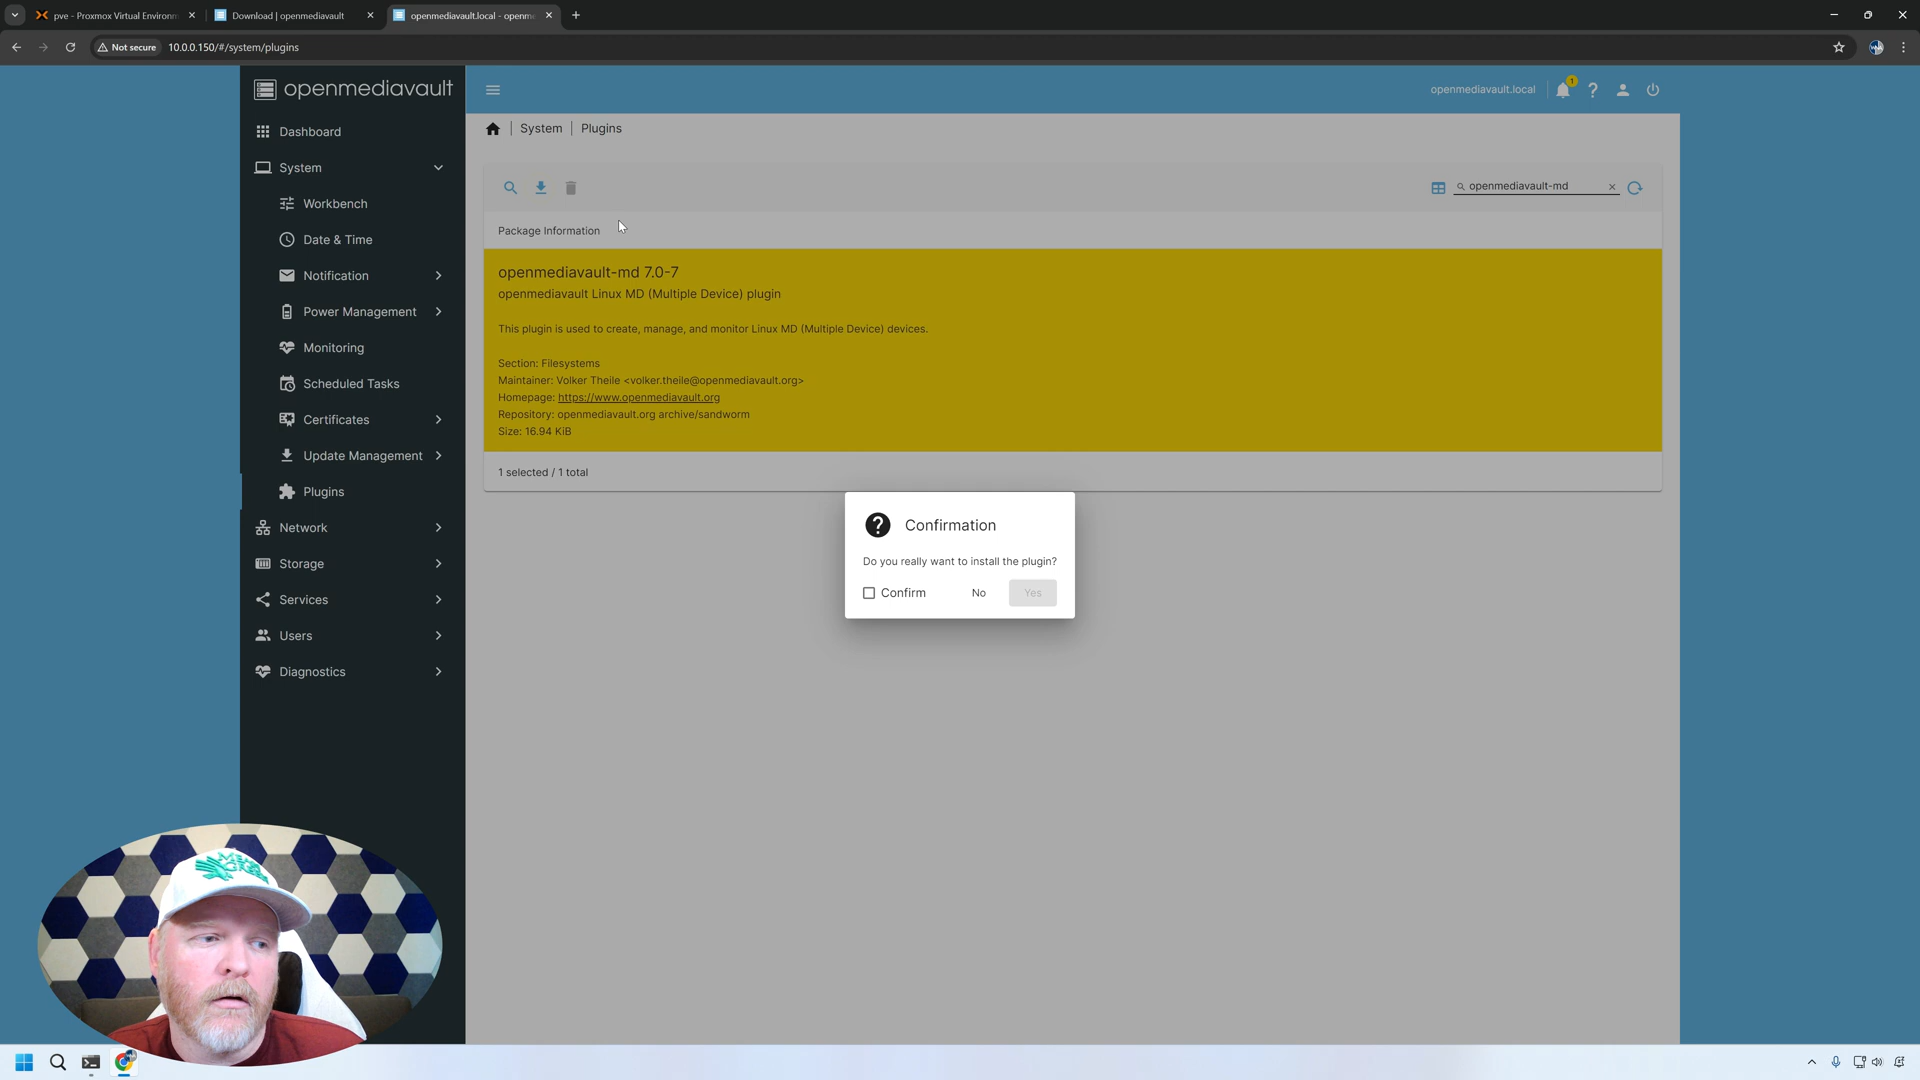 pve - Proxmox Virtual Environm
Download | openmediavault
openmediavault.local - openme
Not secure
10.0.0.150/#/system/plugins
openmediavault
openmediavault.local
1
Dashboard
System
Workbench
Date & Time
Notification
Power Management
Monitoring
Scheduled Tasks
Certificates
Update Management
Plugins
Network
Storage
Services
Users
Diagnostics
System | Plugins
openmediavault-md
Package Information
openmediavault-md 7.0-7
openmediavault Linux MD (Multiple Device) plugin
This plugin is used to create, manage, and monitor Linux MD (Multiple Device) devices.
Section: Filesystems
Maintainer: Volker Theile <volker.theile@openmediavault.org>
Homepage: https://www.openmediavault.org
Repository: openmediavault.org archive/sandworm
Size: 16.94 KiB
1 selected / 1 total
Confirmation
Do you really want to install the plugin?
Confirm
No
Yes